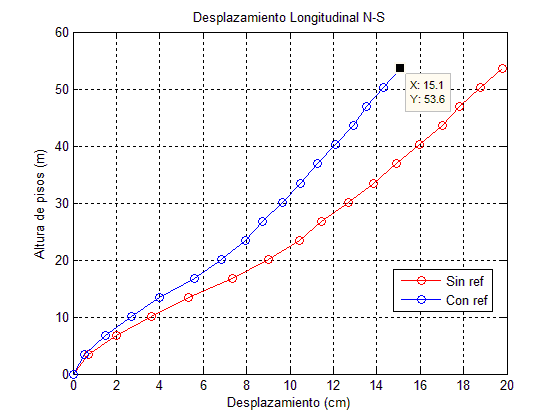 Desplazamiento Longitudinal N-S
60
50
40
30
20
10
0
Altura de pisos (m)
X: 15.1
Y: 53.6
Sin ref
Con ref
0 2 4 6 8 10 12 14 16 18 20
Desplazamiento (cm)